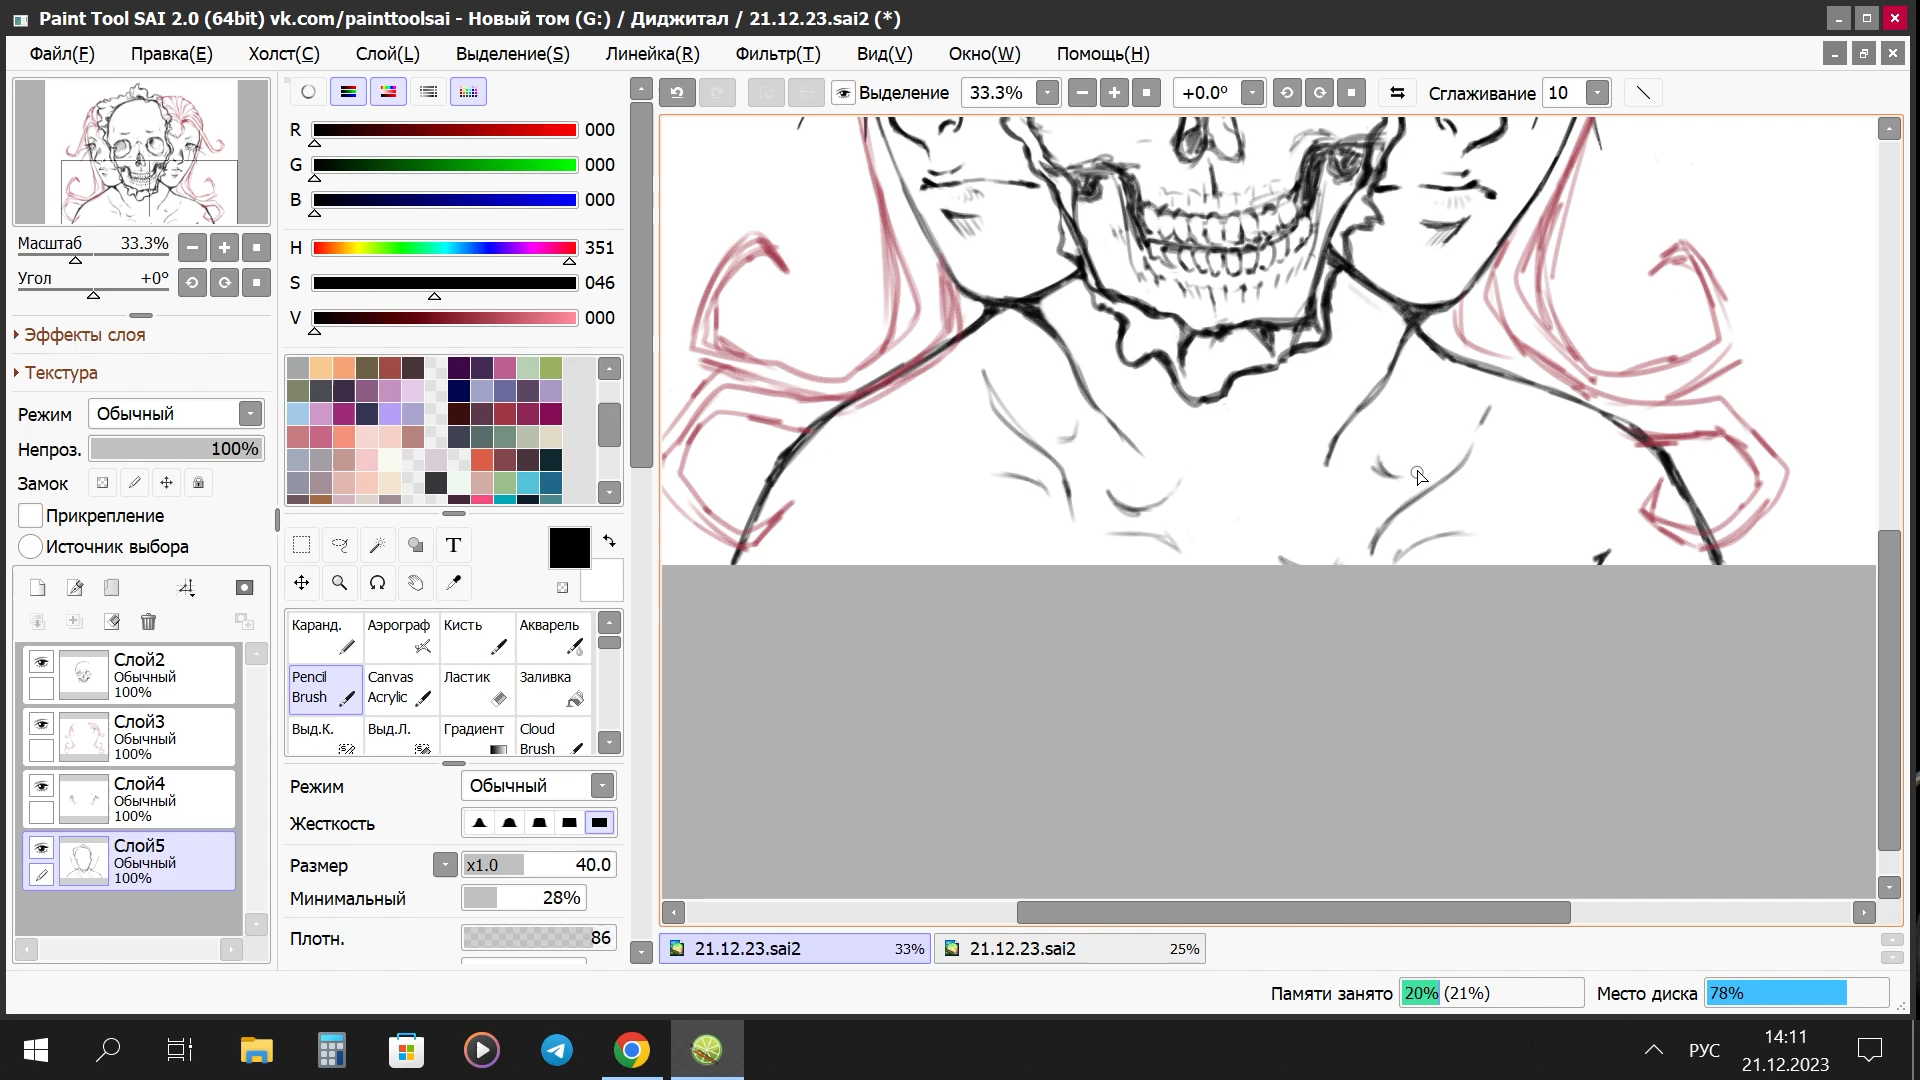 Paint Tool SAI 2.0 (64bit) vk.com/painttoolsai - Новый том (G:) / Диджитал / 21.12.23.sai2 (*)
Файл(F) Правка(E) Холст(C) Слой(L) Выделение(S) Линейка(R) Фильтр(T) Вид(V) Окно(W) Помощь(H)
Выделение 33.3% +0.0° Сглаживание 10
R 000
G 000
B 000
H 351
S 046
V 000
Масштаб 33.3%
Угол +0°
Эффекты слоя
Текстура
Режим Обычный
Непроз. 100%
Замок
Прикрепление
Источник выбора
Слой2
Обычный
100%
Слой3
Обычный
100%
Слой4
Обычный
100%
Слой5
Обычный
100%
T
Каранд. Аэрограф Кисть Акварель
Pencil Brush Canvas Acrylic Ластик Заливка
Выд.К. Выд.Л. Градиент Cloud Brush
Режим Обычный
Жесткость
Размер x1.0 40.0
Минимальный 28%
Плотн. 86
21.12.23.sai2 33% 21.12.23.sai2 25%
Памяти занято 20% (21%) Место диска 78%
РУС
14:11
21.12.2023